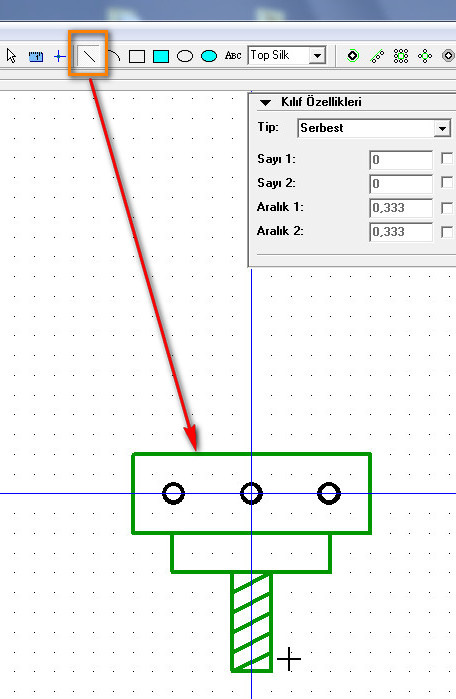 ABC Top Silk
Kılıf Özellikleri
Tip: Serbest
Sayı 1: 0
Sayı 2: 0
Aralık 1: 0,333
Aralık 2: 0,333